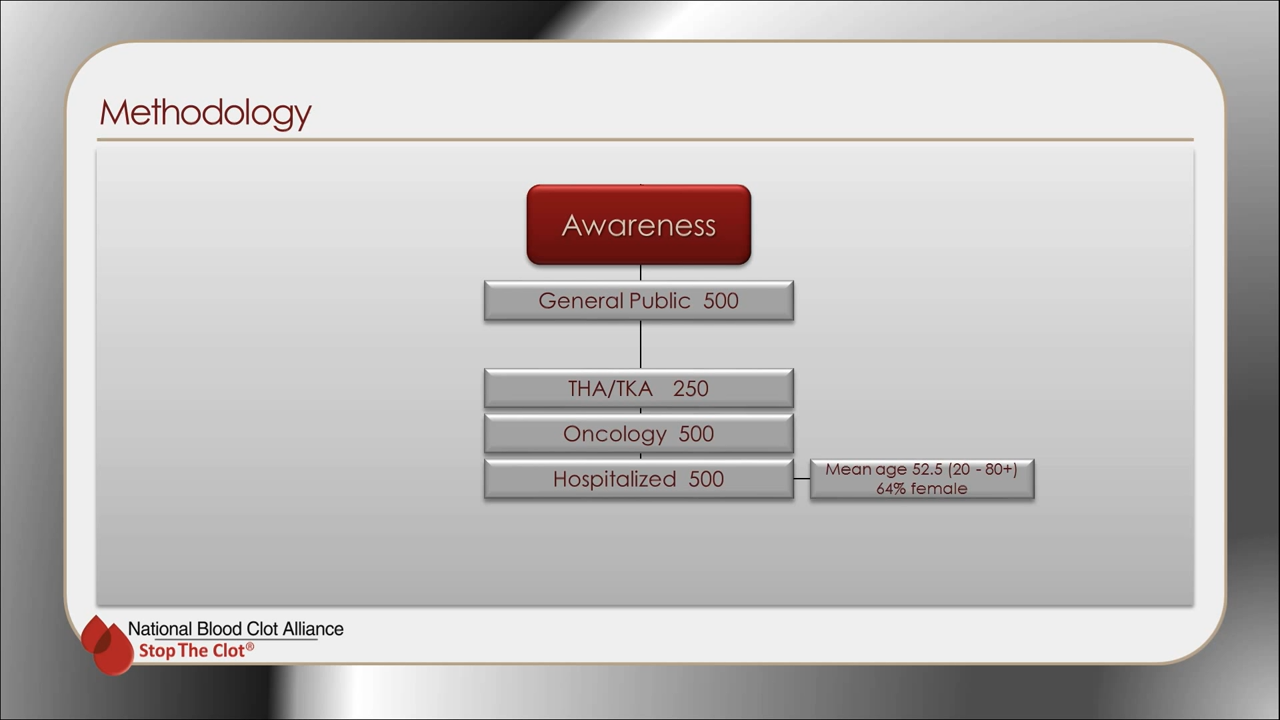 Methodology
Awareness
General Public 500
THA/TKA 250
Oncology 500
Hospitalized 500
Mean age 52.5 (20 - 80+)
64% female
National Blood Clot Alliance
Stop The Clot®